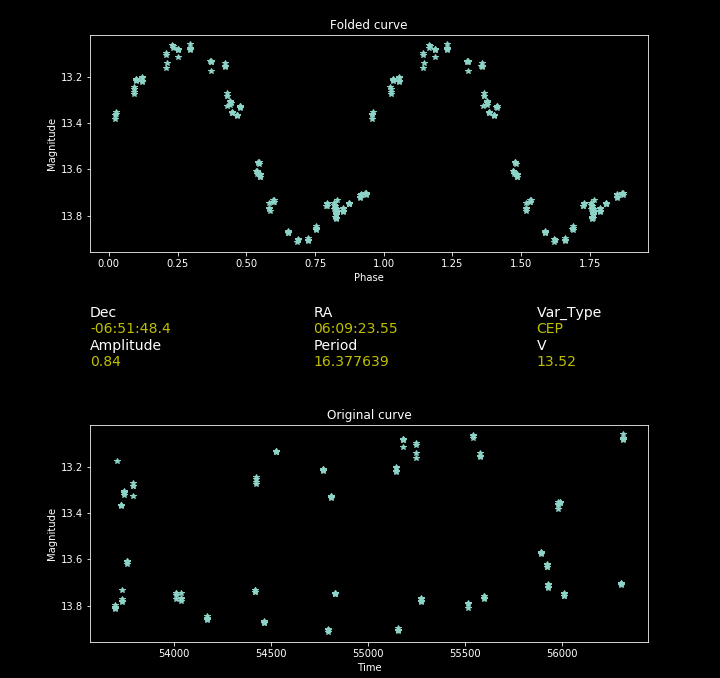 Folded curve
Magnitude
13.2
13.4
13.6
13.8
0.00 0.25 0.50 0.75 1.00 1.25 1.50 1.75
Phase
Dec RA Var_Type
-06:51:48.4 06:09:23.55 CEP
Amplitude Period V
0.84 16.377639 13.52
Original curve
Magnitude
13.2
13.4
13.6
13.8
54000 54500 55000 55500 56000
Time